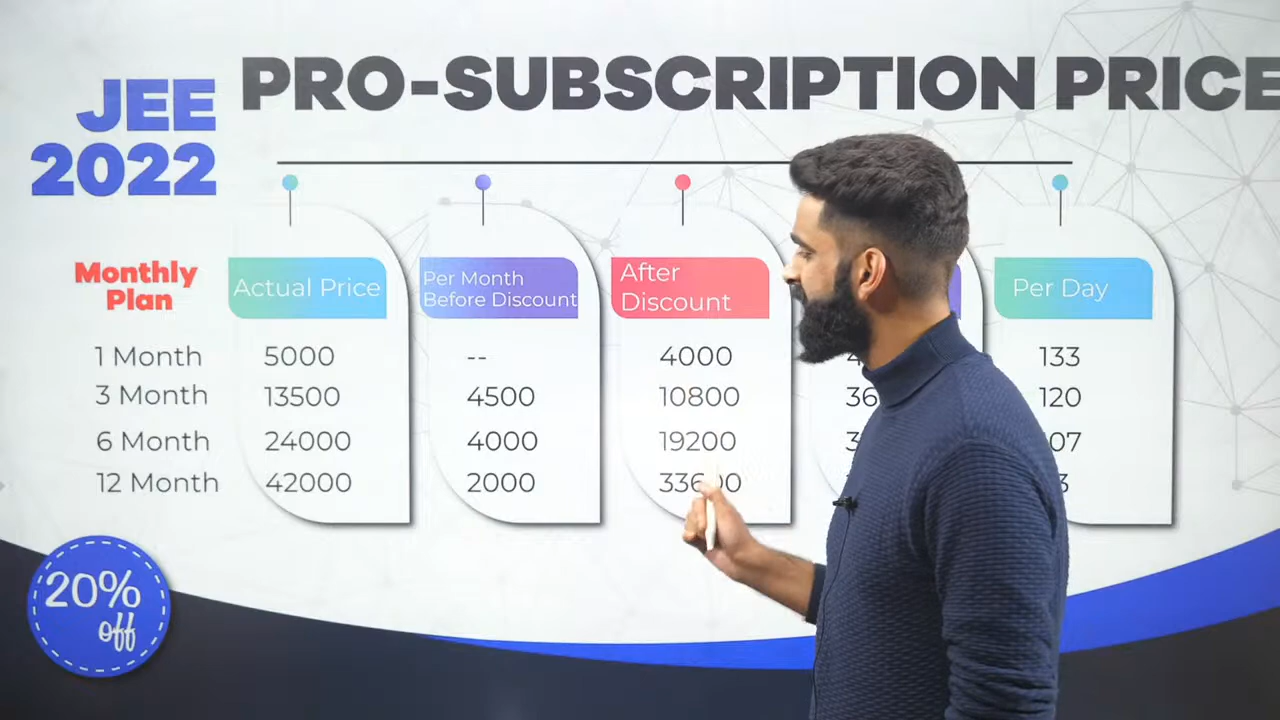 JEE
2022
PRO-SUBSCRIPTION PRICE
Monthly
Plan
Actual Price
Per Month
Before Discount
After
Discount
Per Day
1 Month 5000 -- 4000 133
3 Month 13500 4500 10800 120
6 Month 24000 4000 19200
12 Month 42000 2000
20%
off